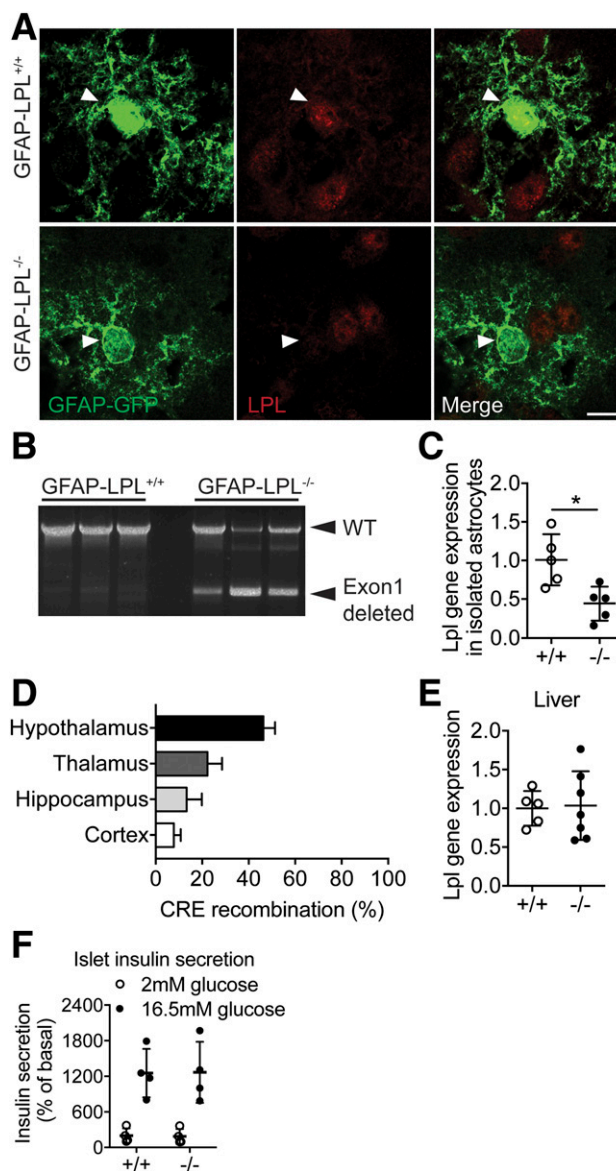 A
GFAP-LPL+/+
GFAP-LPL-/-
GFAP-GFP
LPL
Merge
B
GFAP-LPL+/+
GFAP-LPL-/-
WT
Exon1
deleted
C
Lpl gene expression
in isolated astrocytes
2.0
1.5
1.0
0.5
0.0
*
+/+
-/-
D
Hypothalamus
Thalamus
Hippocampus
Cortex
0
20
40
60
80
100
CRE recombination (%)
E
Liver
Lpl gene expression
2.0
1.5
1.0
0.5
0.0
+/+
-/-
F
Islet insulin secretion
2mM glucose
16.5mM glucose
Insulin secretion
(% of basal)
2400
1800
1200
600
0
+/+
-/-